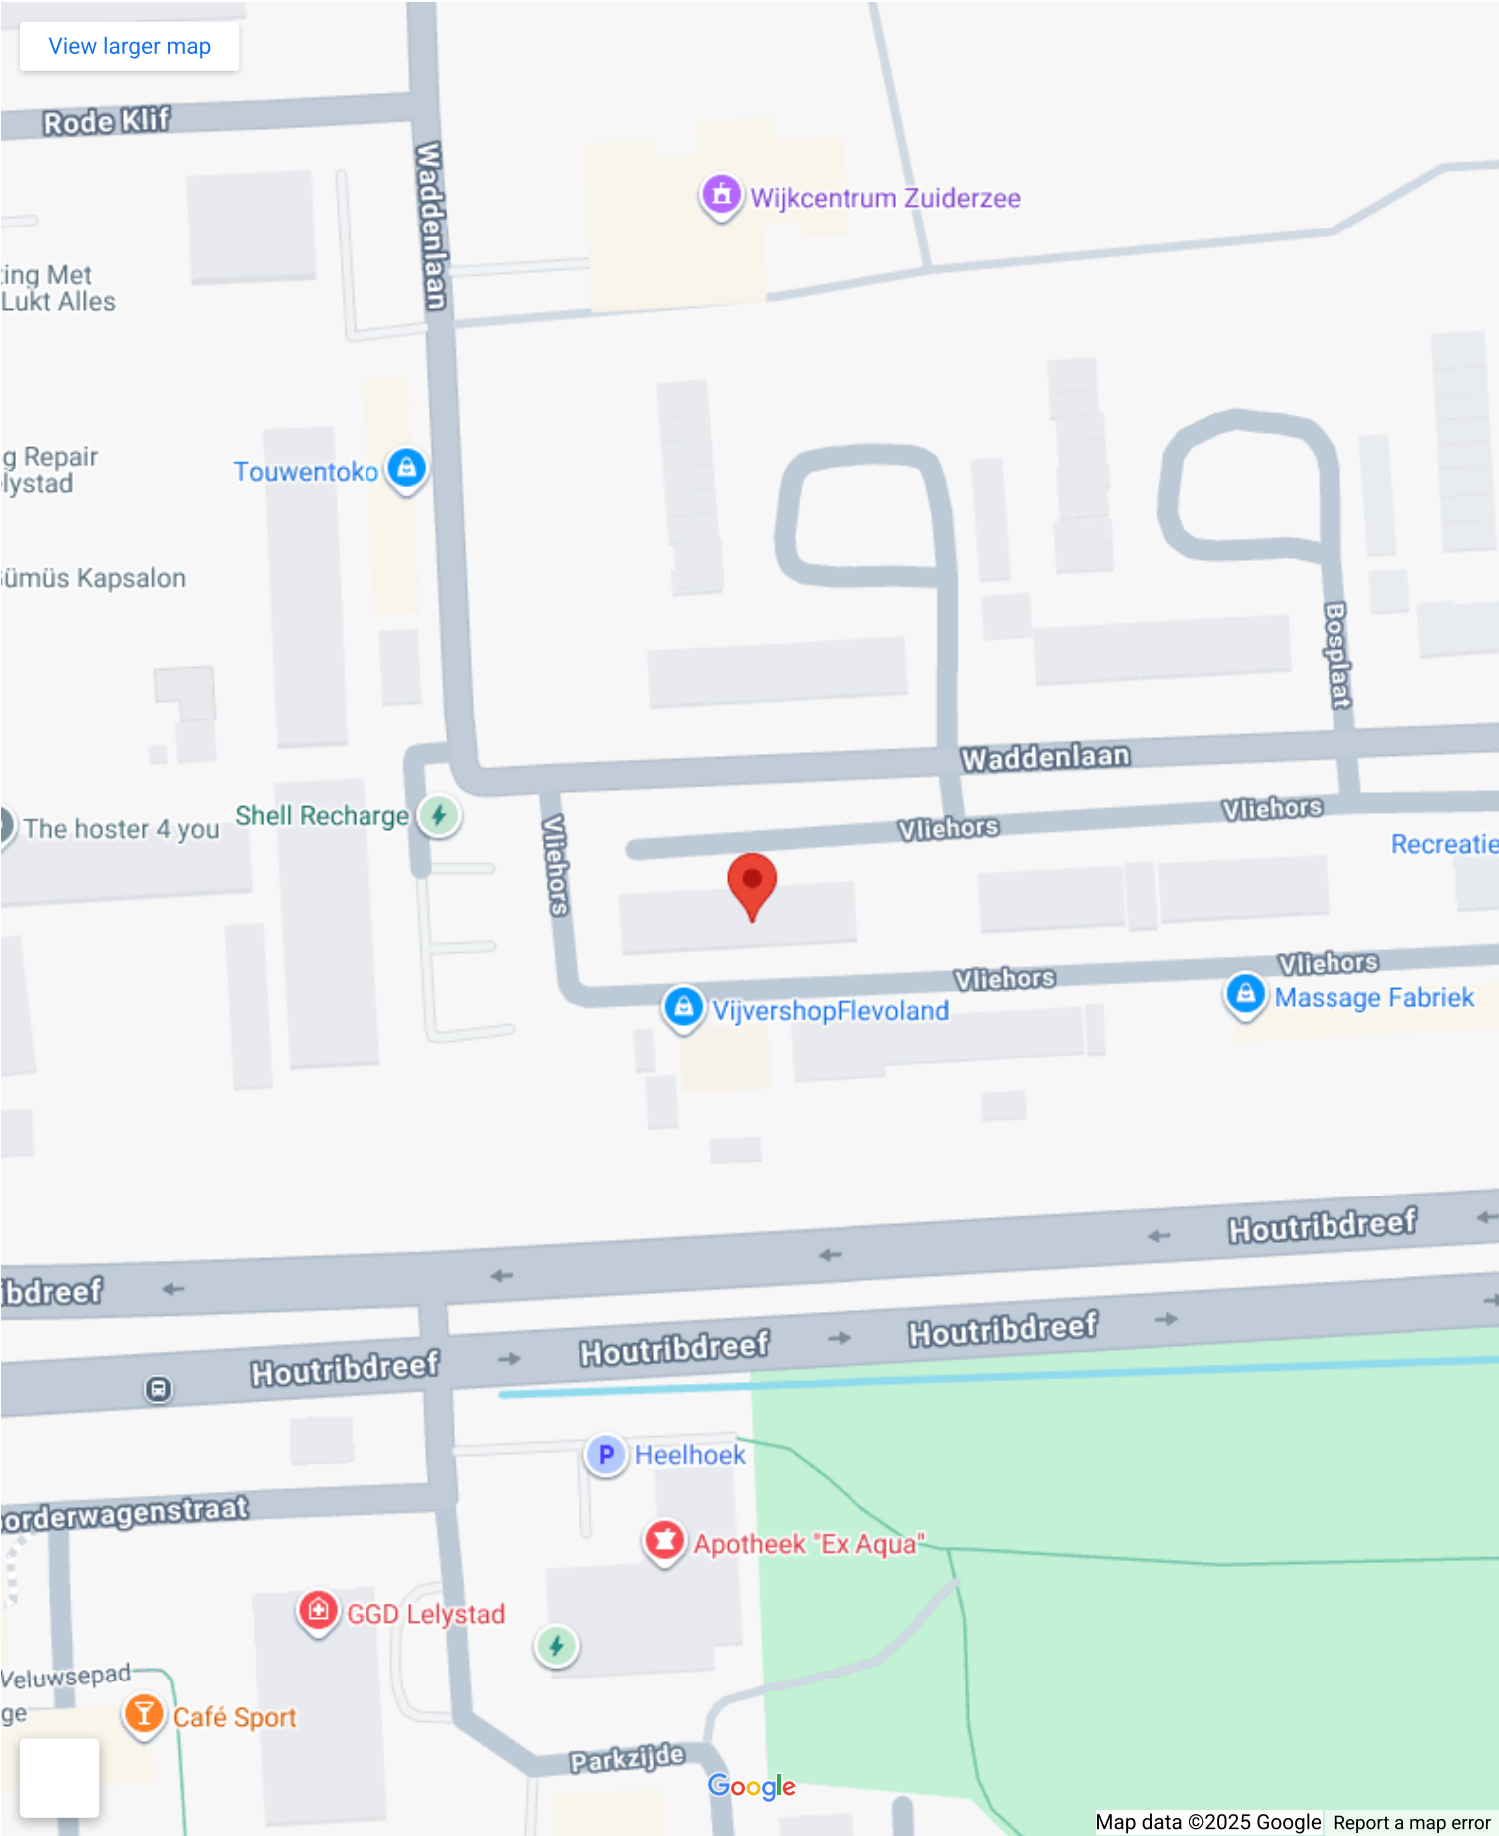 View larger map
Rode Klif
Waddenlaan
Wijkcentrum Zuiderzee
ing Met
Lukt Alles
g Repair
lystad
Touwentoko
ümüs Kapsalon
Bosplaat
Waddenlaan
Shell Recharge
The hoster 4 you
Vliehors
Vliehors
Vliehors
Recreatie
Vliehors
Vliehors
VijvershopFlevoland
Massage Fabriek
Houtribdreef
ibdreef
Houtribdreef
Houtribdreef
Houtribdreef
P
Heelhoek
orderwagenstraat
Apotheek "Ex Aqua"
GGD Lelystad
Veluwsepad
ge
Café Sport
Parkzijde
Google
Map data ©2025 Google
Report a map error